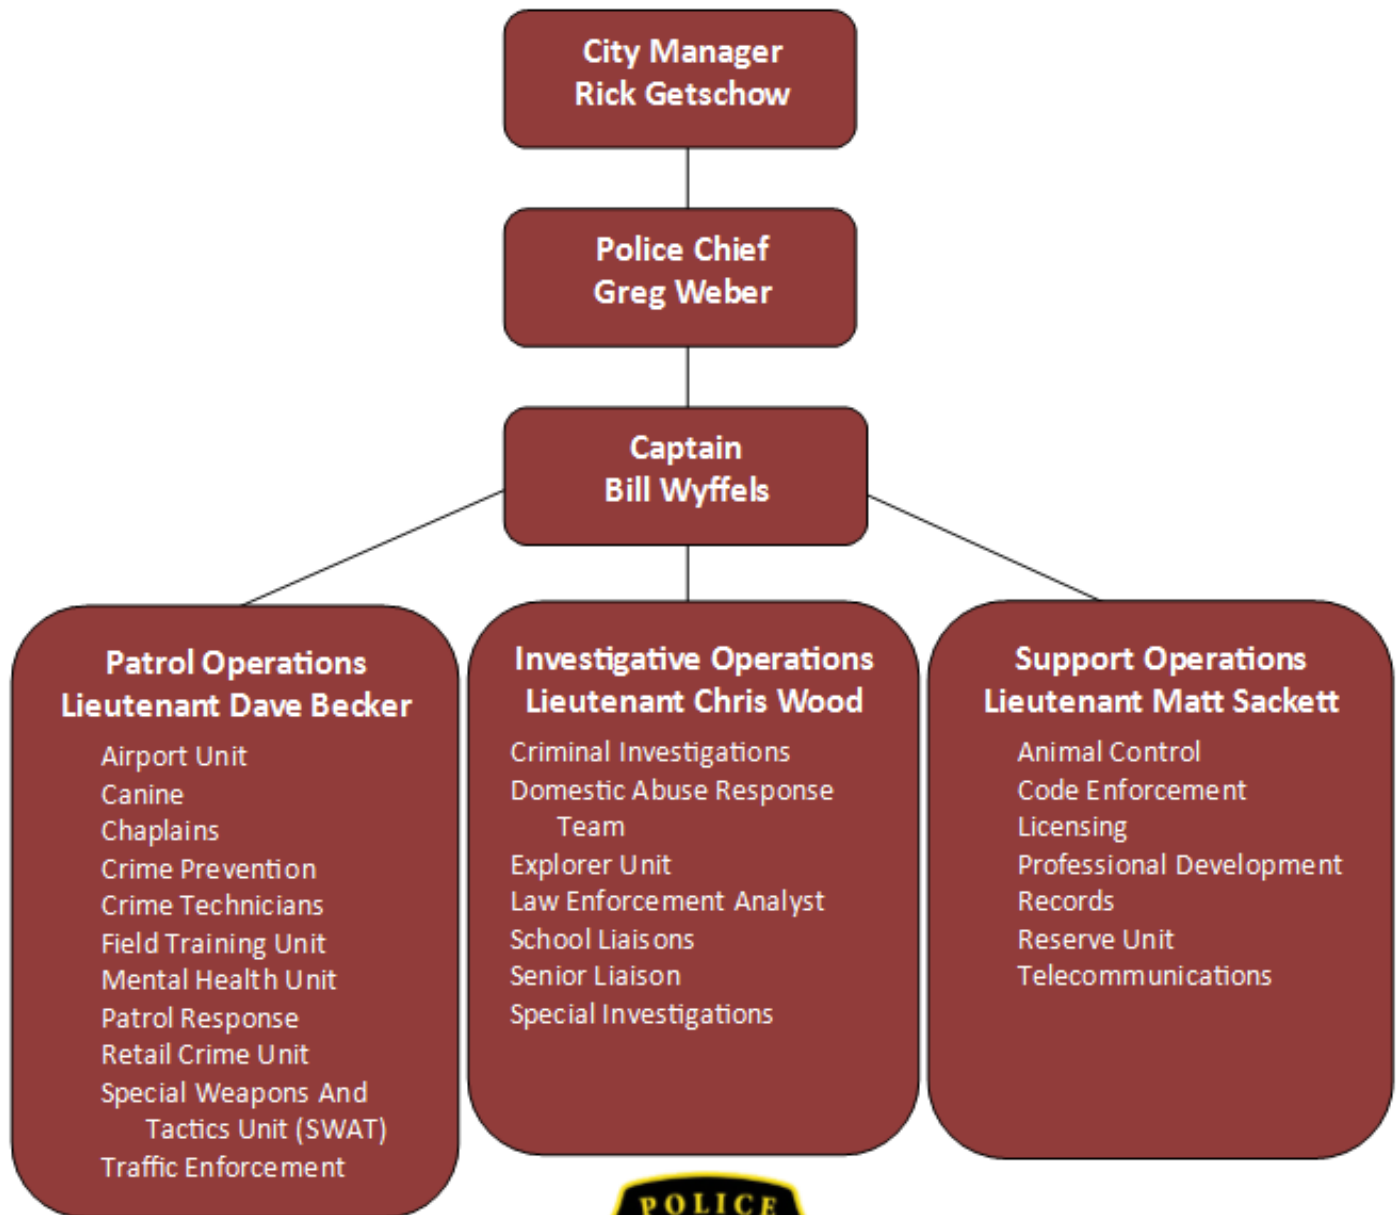 City Manager
Rick Getschow
Police Chief
Greg Weber
Captain
Bill Wyffels
Patrol Operations
Lieutenant Dave Becker
Airport Unit
Canine
Chaplains
Crime Prevention
Crime Technicians
Field Training Unit
Mental Health Unit
Patrol Response
Retail Crime Unit
Special Weapons And
Tactics Unit (SWAT)
Traffic Enforcement
Investigative Operations
Lieutenant Chris Wood
Criminal Investigations
Domestic Abuse Response
Team
Explorer Unit
Law Enforcement Analyst
School Liaisons
Senior Liaison
Special Investigations
Support Operations
Lieutenant Matt Sackett
Animal Control
Code Enforcement
Licensing
Professional Development
Records
Reserve Unit
Telecommunications
POLICE